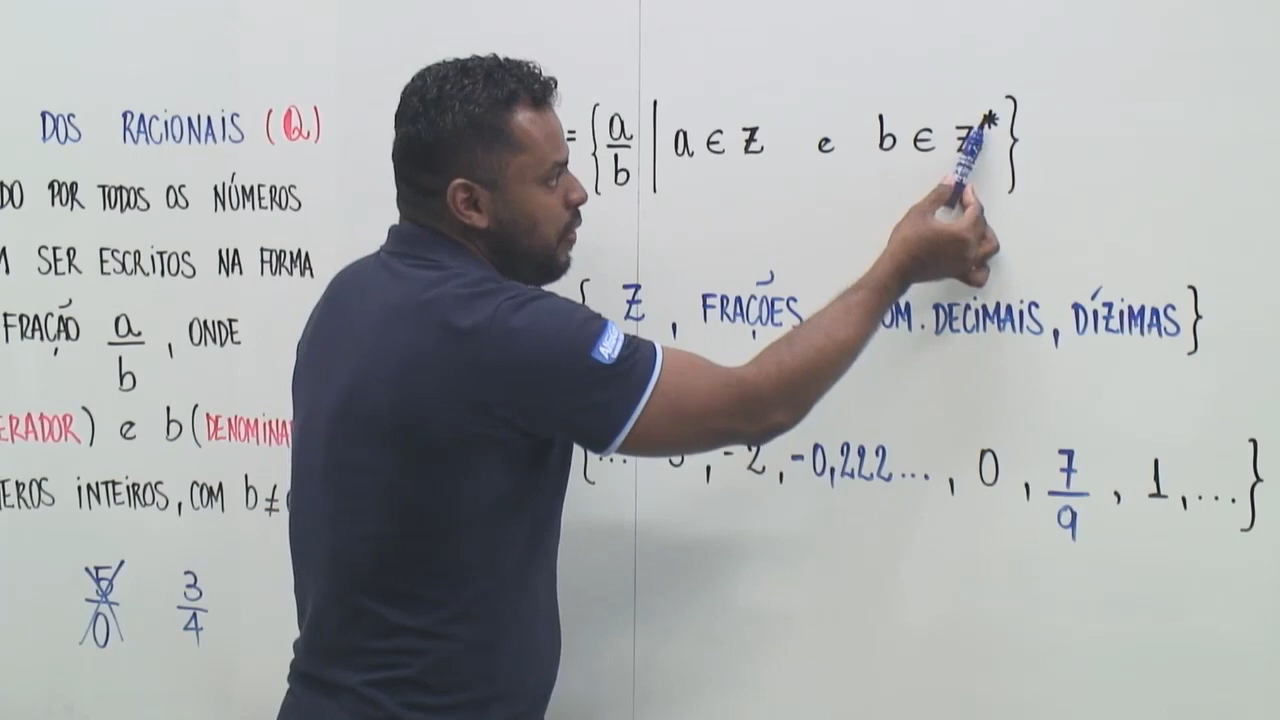 DOS RACIONAIS (Q)
DO POR TODOS OS NÚMEROS
SER ESCRITOS NA FORMA
FRAÇÃO a/b, ONDE
ERADOR) e b (DENOMINA
EROS INTEIROS, COM b ≠
5/0 3/4
= { a/b | a ∈ Z e b ∈ Z* }
{ Z, FRAÇÕES OM. DECIMAIS, DÍZIMAS }
{... , -2, -0,222..., 0, 7/9, 1, ...}